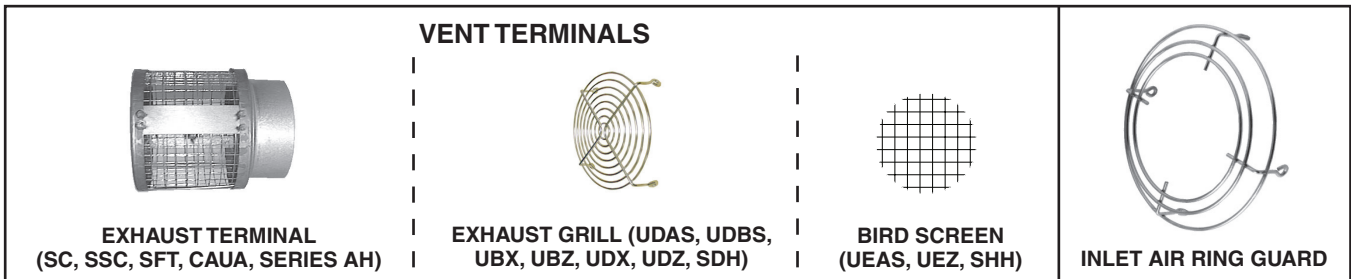 VENT TERMINALS
EXHAUST TERMINAL
(SC, SSC, SFT, CAUA, SERIES AH)
EXHAUST GRILL (UDAS, UDBS,
UBX, UBZ, UDX, UDZ, SDH)
BIRD SCREEN
(UEAS, UEZ, SHH)
INLET AIR RING GUARD